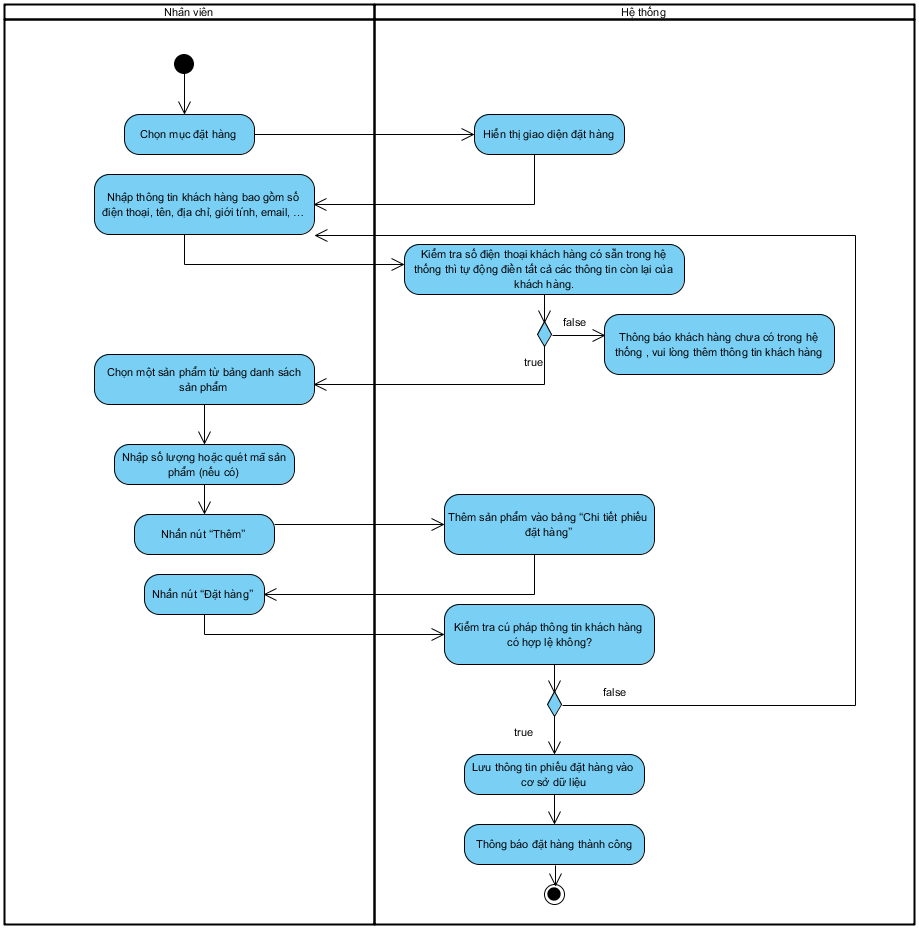 Nhân viên
Hệ thống
Chọn mục đặt hàng
Hiển thị giao diện đặt hàng
Nhập thông tin khách hàng bao gồm số
điện thoại, tên, địa chỉ, giới tính, email, …
Kiểm tra số điện thoại khách hàng có sẵn trong hệ
thống thì tự động điền tất cả các thông tin còn lại của
khách hàng.
false
Thông báo khách hàng chưa có trong hệ
thống , vui lòng thêm thông tin khách hàng
true
Chọn một sản phẩm từ bảng danh sách
sản phẩm
Nhập số lượng hoặc quét mã sản
phẩm (nếu có)
Nhấn nút “Thêm”
Thêm sản phẩm vào bảng “Chi tiết phiếu
đặt hàng”
Nhấn nút “Đặt hàng”
Kiểm tra cú pháp thông tin khách hàng
có hợp lệ không?
false
true
Lưu thông tin phiếu đặt hàng vào
cơ sở dữ liệu
Thông báo đặt hàng thành công